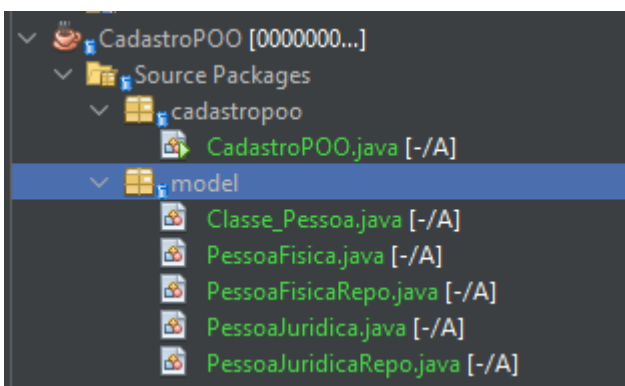 CadastroPOO [0000000...]
Source Packages
cadastropoo
CadastroPOO.java [-/A]
model
Classe_Pessoa.java [-/A]
PessoaFisica.java [-/A]
PessoaFisicaRepo.java [-/A]
PessoaJuridica.java [-/A]
PessoaJuridicaRepo.java [-/A]